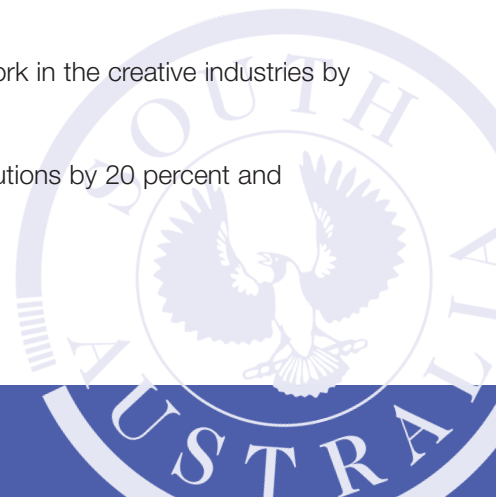 ork in the creative industries by
utions by 20 percent and
SOUTH
AUSTRALIA